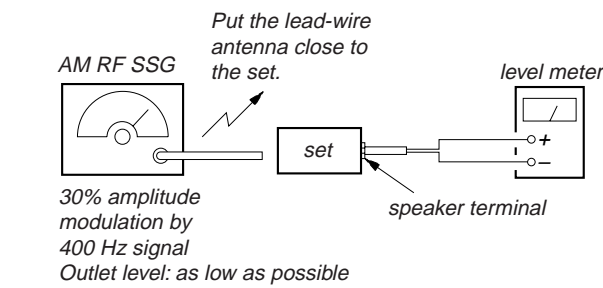 Put the lead-wire
antenna close to
the set.
AM RF SSG
level meter
set
+
–
speaker terminal
30% amplitude
modulation by
400 Hz signal
Outlet level: as low as possible